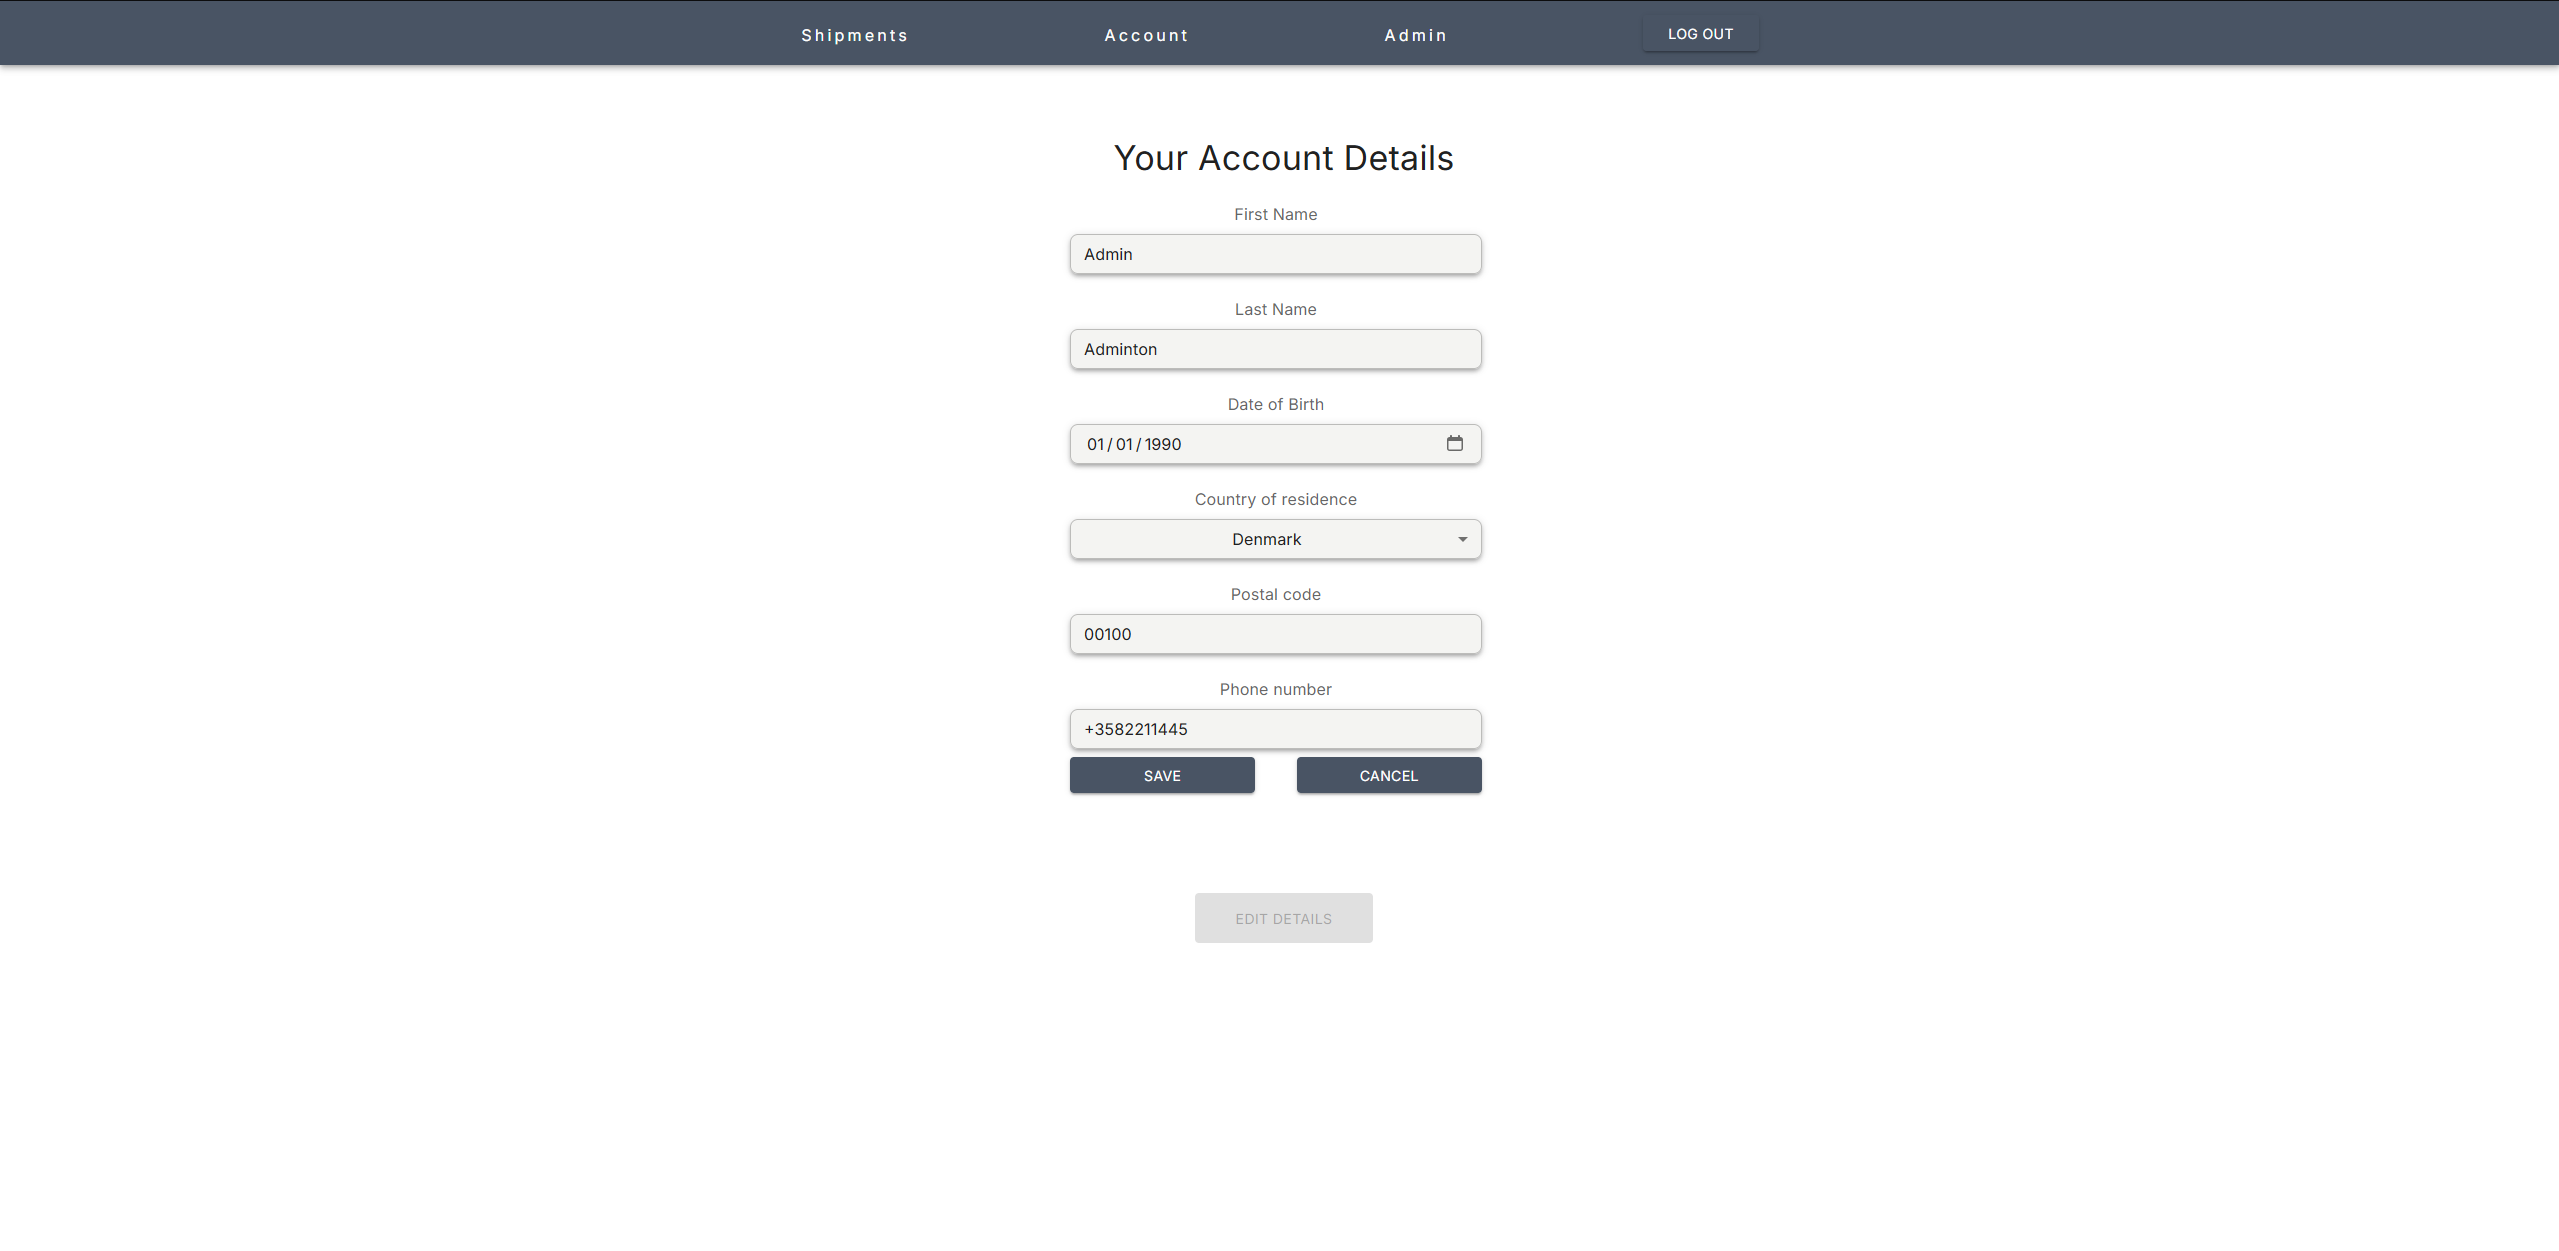 Shipments Account Admin LOG OUT
Your Account Details
First Name
Admin
Last Name
Adminton
Date of Birth
01/01/1990
Country of residence
Denmark
Postal code
00100
Phone number
+3582211445
SAVE CANCEL
EDIT DETAILS